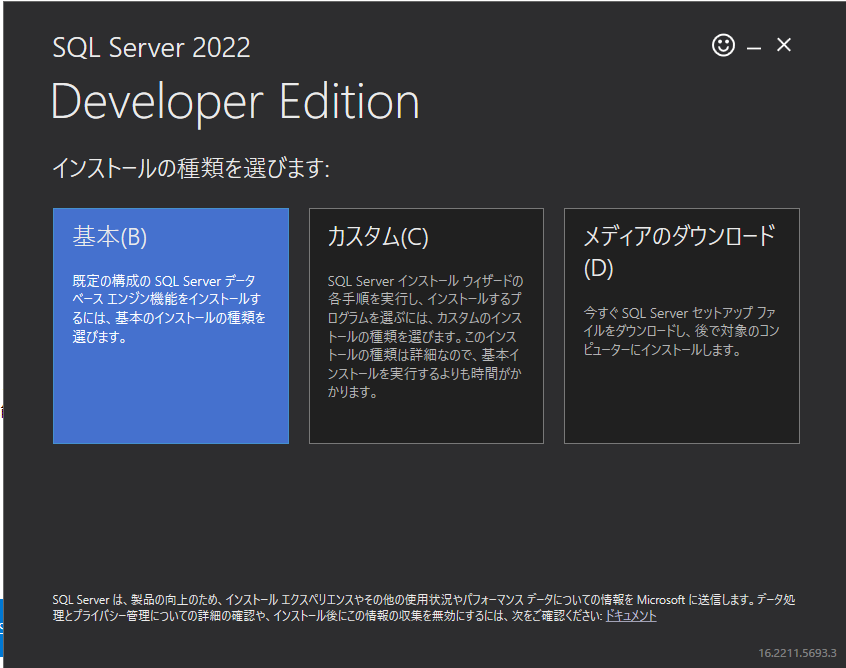 SQL Server 2022
Developer Edition
インストールの種類を選びます:
基本(B)
既定の構成の SQL Server データ
ベース エンジン機能をインストールす
るには、基本のインストールの種類を
選びます。
カスタム(C)
SQL Server インストール ウィザードの
各手順を実行し、インストールするプ
ログラムを選ぶには、カスタムのインス
トールの種類を選びます。このインス
トールの種類は詳細なので、基本イ
ンストールを実行するよりも時間がか
かります。
メディアのダウンロード
(D)
今すぐ SQL Server セットアップ ファ
イルをダウンロードし、後で対象のコン
ピューターにインストールします。
SQL Server は、製品の向上のため、インストール エクスペリエンスやその他の使用状況やパフォーマンス データについての情報を Microsoft に送信します。データ処
理とプライバシー管理についての詳細の確認や、インストール後にこの情報の収集を無効にするには、次をご確認ください: ドキュメント
16.2211.5693.3